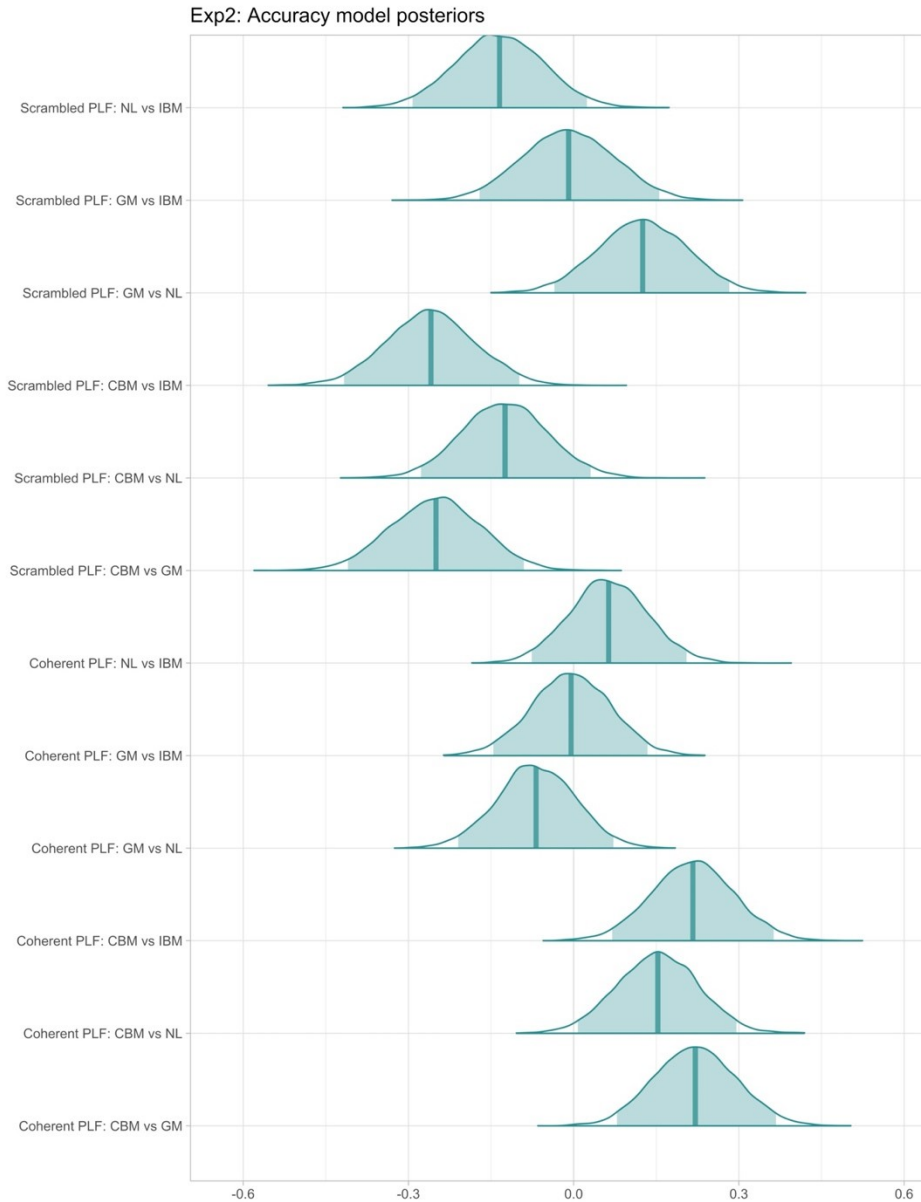 Exp2: Accuracy model posteriors
Scrambled PLF: NL vs IBM
Scrambled PLF: GM vs IBM
Scrambled PLF: GM vs NL
Scrambled PLF: CBM vs IBM
Scrambled PLF: CBM vs NL
Scrambled PLF: CBM vs GM
Coherent PLF: NL vs IBM
Coherent PLF: GM vs IBM
Coherent PLF: GM vs NL
Coherent PLF: CBM vs IBM
Coherent PLF: CBM vs NL
Coherent PLF: CBM vs GM
-0.6 -0.3 0.0 0.3 0.6